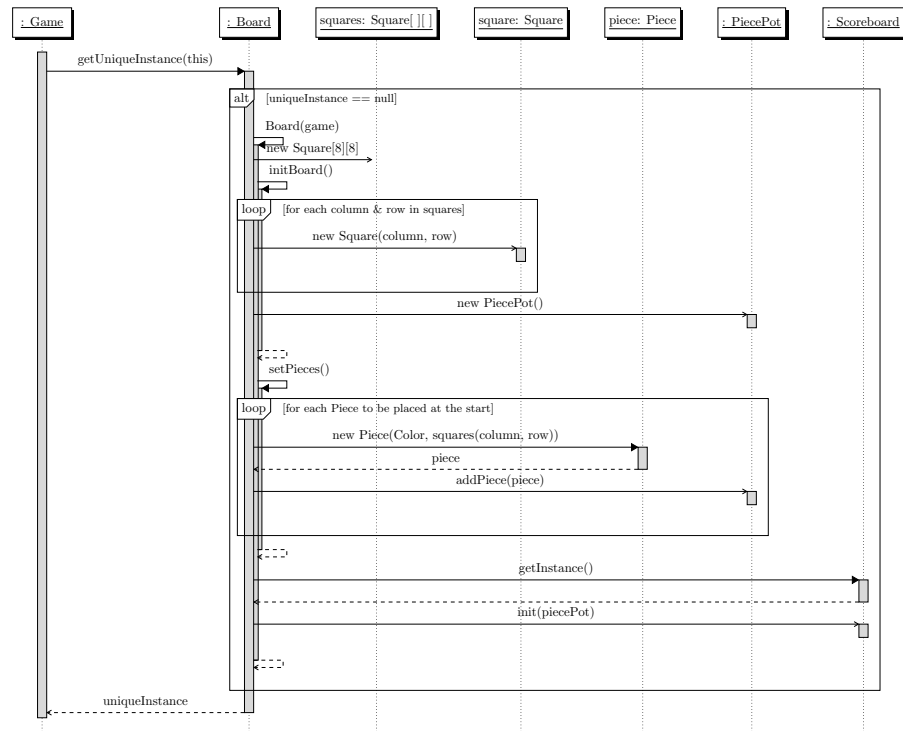 : Game
: Board
squares: Square[ ][ ]
square: Square
piece: Piece
: PiecePot
: Scoreboard
getUniqueInstance(this)
alt
[uniqueInstance == null]
Board(game)
new Square[8][8]
initBoard()
loop
[for each column & row in squares]
new Square(column, row)
new PiecePot()
setPieces()
loop
[for each Piece to be placed at the start]
new Piece(Color, squares(column, row))
piece
addPiece(piece)
getInstance()
init(piecePot)
uniqueInstance